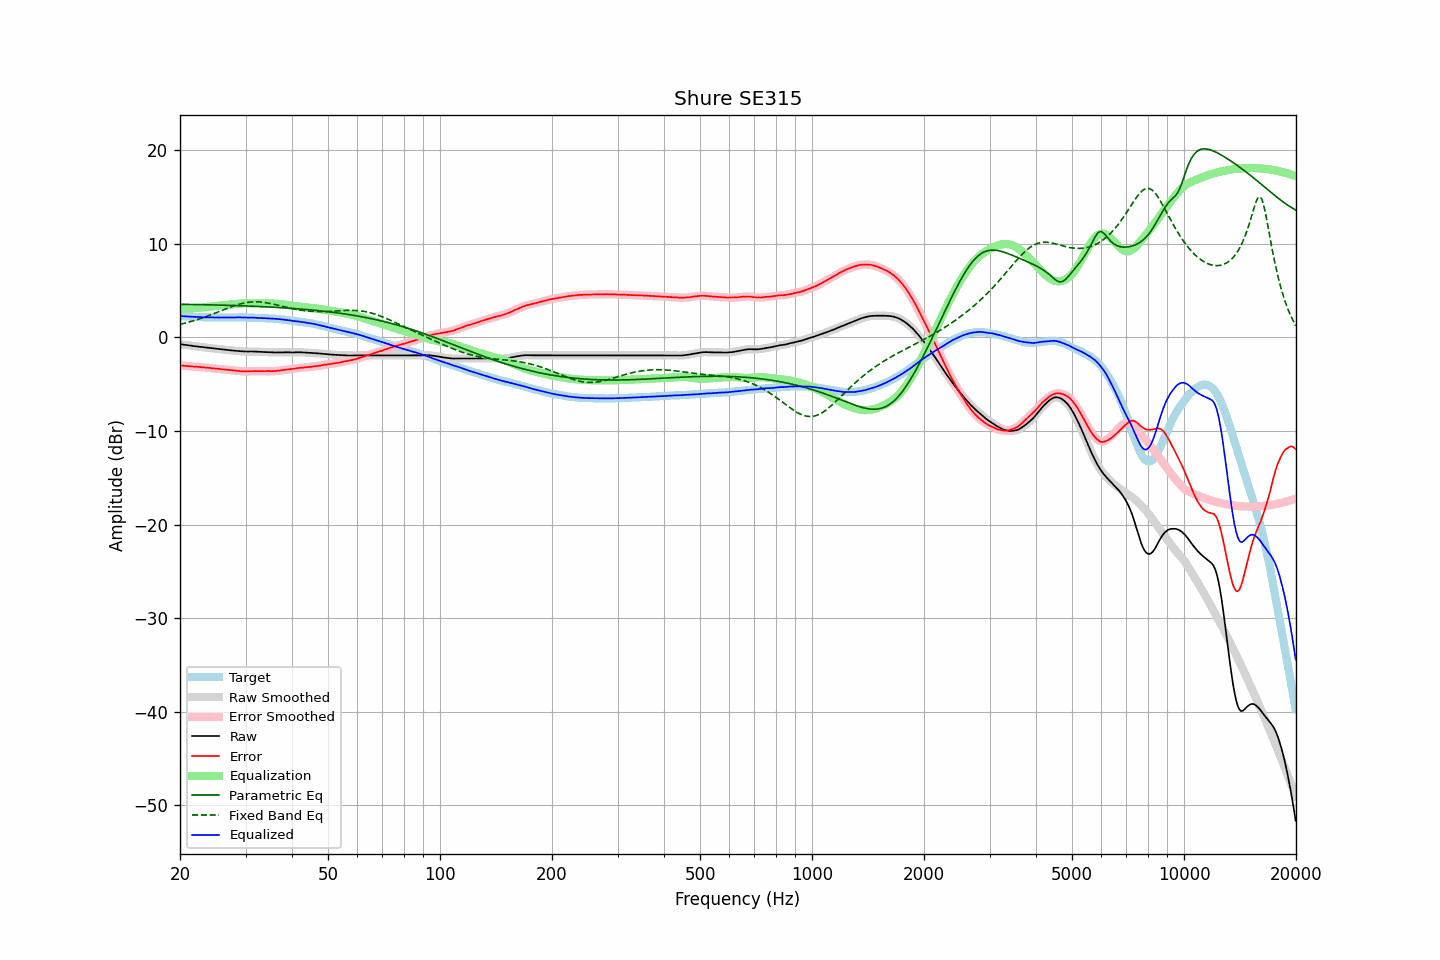 Shure SE315
Amplitude (dBr)
20
10
0
−10
−20
−30
−40
−50
Target
Raw Smoothed
Error Smoothed
Raw
Error
Equalization
Parametric Eq
Fixed Band Eq
Equalized
20 50 100 200 500 1000 2000 5000 10000 20000
Frequency (Hz)